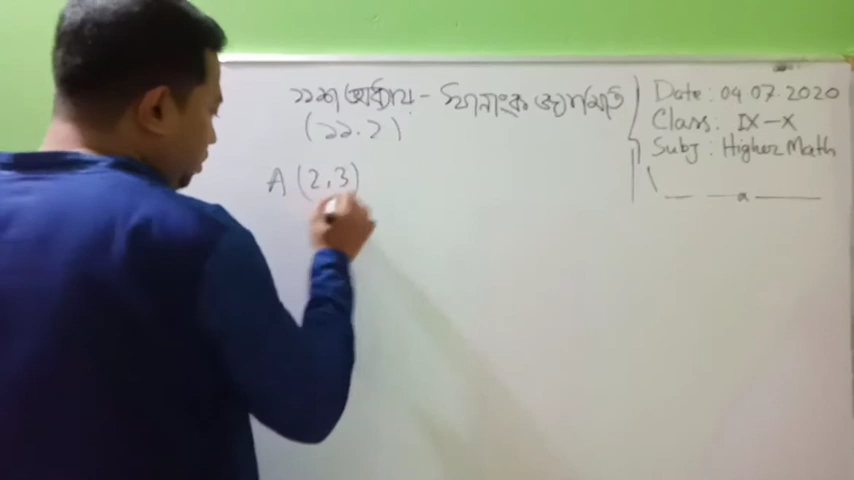 ১১শ অধ্যায় - স্থানাংক জ্যামিতি
(১১.১)
A (2,3)
Date: 04.07.2020
Class: IX-X
Subj: Higher Math